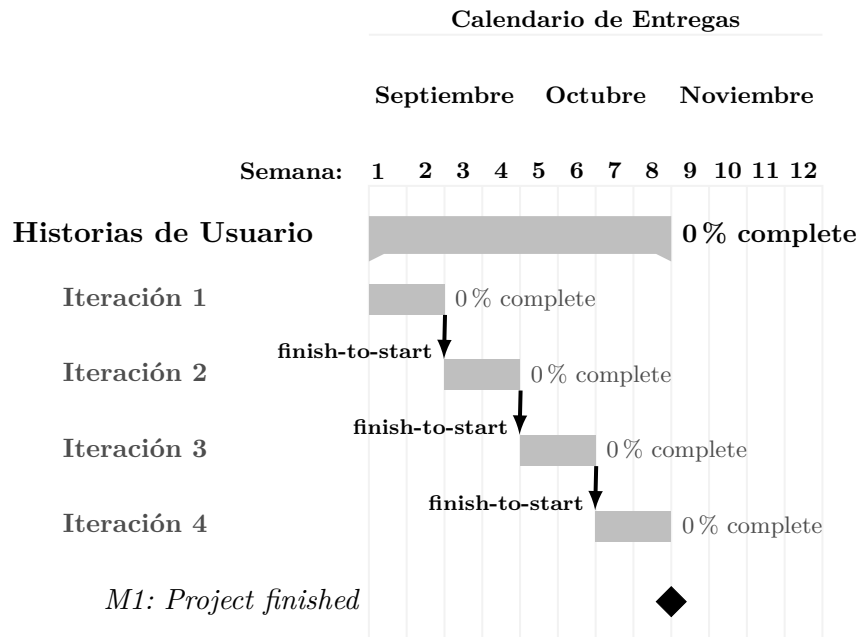 Calendario de Entregas
Septiembre Octubre Noviembre
Semana: 1 2 3 4 5 6 7 8 9 10 11 12
Historias de Usuario 0 % complete
Iteración 1 0 % complete
finish-to-start
Iteración 2 0 % complete
finish-to-start
Iteración 3 0 % complete
finish-to-start
Iteración 4 0 % complete
M1: Project finished